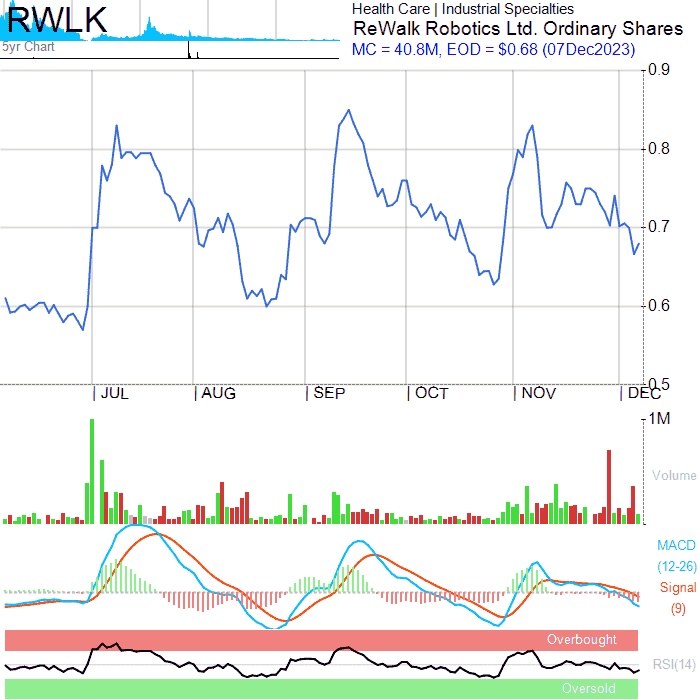 RWLK
5yr Chart
Health Care | Industrial Specialties
ReWalk Robotics Ltd. Ordinary Shares
MC = 40.8M, EOD = $0.68 (07Dec2023)
0.9
0.8
0.7
0.6
0.5
JUL AUG SEP OCT NOV DEC
1M
Volume
MACD
(12-26)
Signal
(9)
Overbought
RSI(14)
Oversold